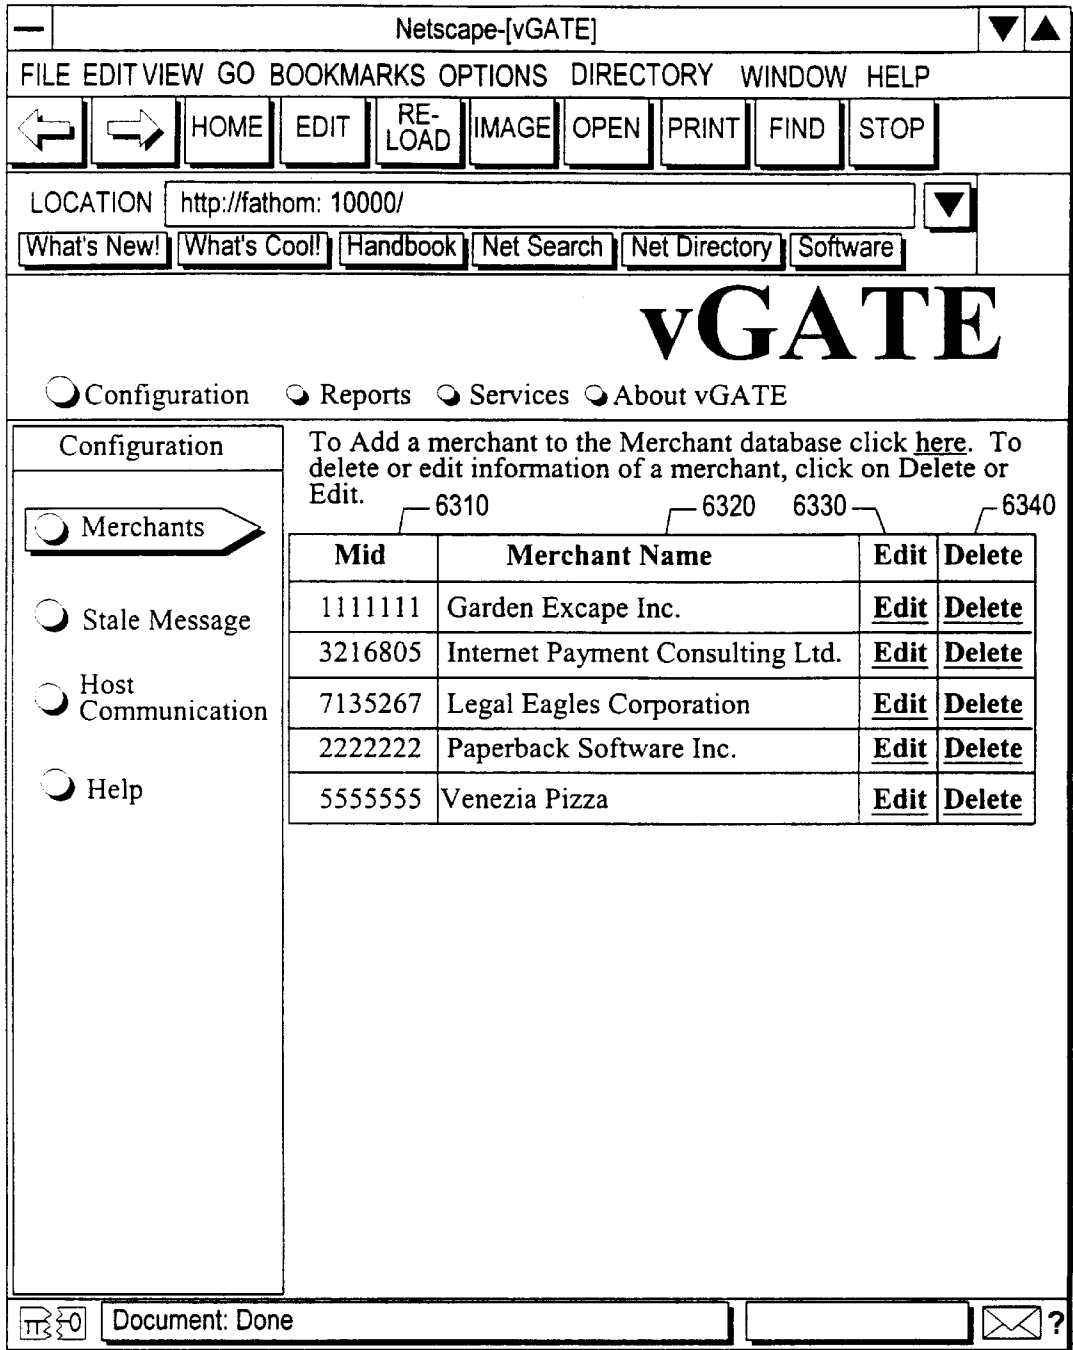 Netscape-[vGATE]
FILE EDIT VIEW GO BOOKMARKS OPTIONS DIRECTORY WINDOW HELP
HOME EDIT RE-LOAD IMAGE OPEN PRINT FIND STOP
LOCATION http://fathom: 10000/
What's New! What's Cool! Handbook Net Search Net Directory Software
vGATE
Configuration Reports Services About vGATE
Configuration
Merchants
Stale Message
Host
Communication
Help
To Add a merchant to the Merchant database click here. To
delete or edit information of a merchant, click on Delete or
Edit.
6310 6320 6330 6340
Mid Merchant Name Edit Delete
1111111 Garden Excape Inc. Edit Delete
3216805 Internet Payment Consulting Ltd. Edit Delete
7135267 Legal Eagles Corporation Edit Delete
2222222 Paperback Software Inc. Edit Delete
5555555 Venezia Pizza Edit Delete
Document: Done ?